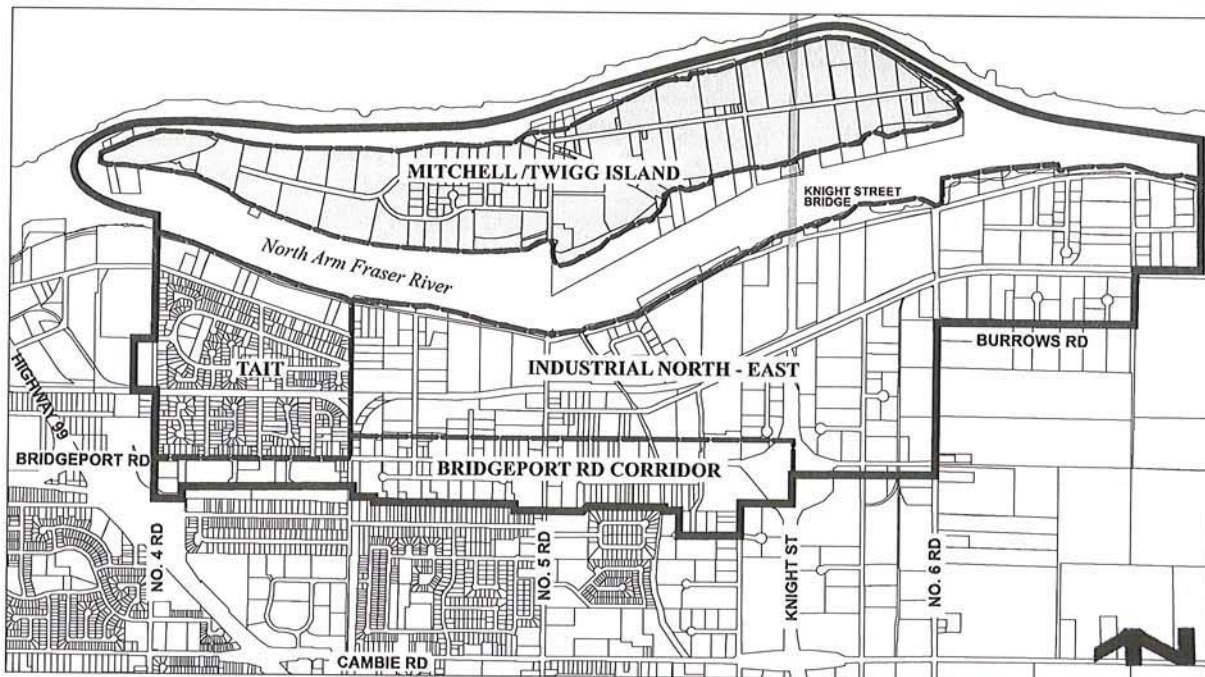 MITCHELL /TWIGG ISLAND
KNIGHT STREET
BRIDGE
North Arm Fraser River
BURROWS RD
TAIT
INDUSTRIAL NORTH - EAST
HIGHWAY 99
BRIDGEPORT RD
BRIDGEPORT RD CORRIDOR
NO. 4 RD
NO. 5 RD
KNIGHT ST
NO. 6 RD
CAMBIE RD
N